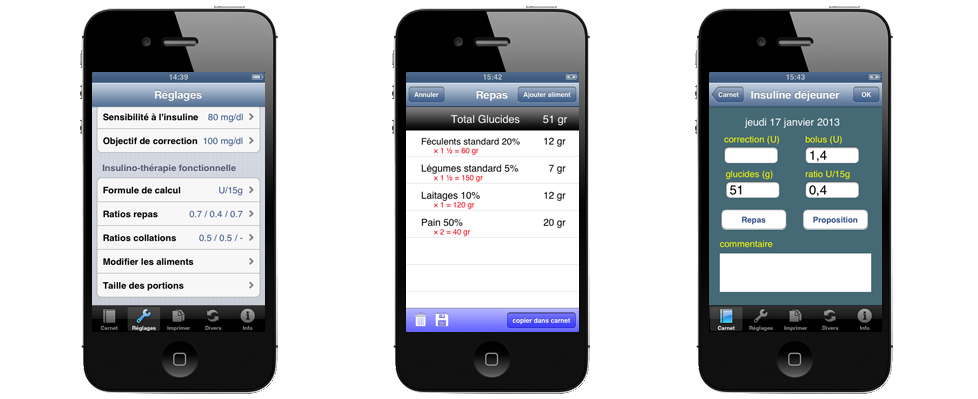 14:39
Réglages
Sensibilité à l'insuline 80 mg/dl
Objectif de correction 100 mg/dl
Insulino-thérapie fonctionnelle
Formule de calcul U/15g
Ratios repas 0.7 / 0.4 / 0.7
Ratios collations 0.5 / 0.5 / -
Modifier les aliments
Taille des portions
Carnet Réglages Imprimer Divers Info
15:42
Annuler Repas Ajouter aliment
Total Glucides 51 gr
Féculents standard 20% 12 gr
× 1 ½ = 60 gr
Légumes standard 5% 7 gr
× 1 ½ = 150 gr
Laitages 10% 12 gr
× 1 = 120 gr
Pain 50% 20 gr
× 2 = 40 gr
copier dans carnet
15:43
Carnet Insuline déjeuner OK
jeudi 17 janvier 2013
correction (U) bolus (U)
1,4
glucides (g) ratio U/15g
51 0,4
Repas Proposition
commentaire
Carnet Réglages Imprimer Divers Info